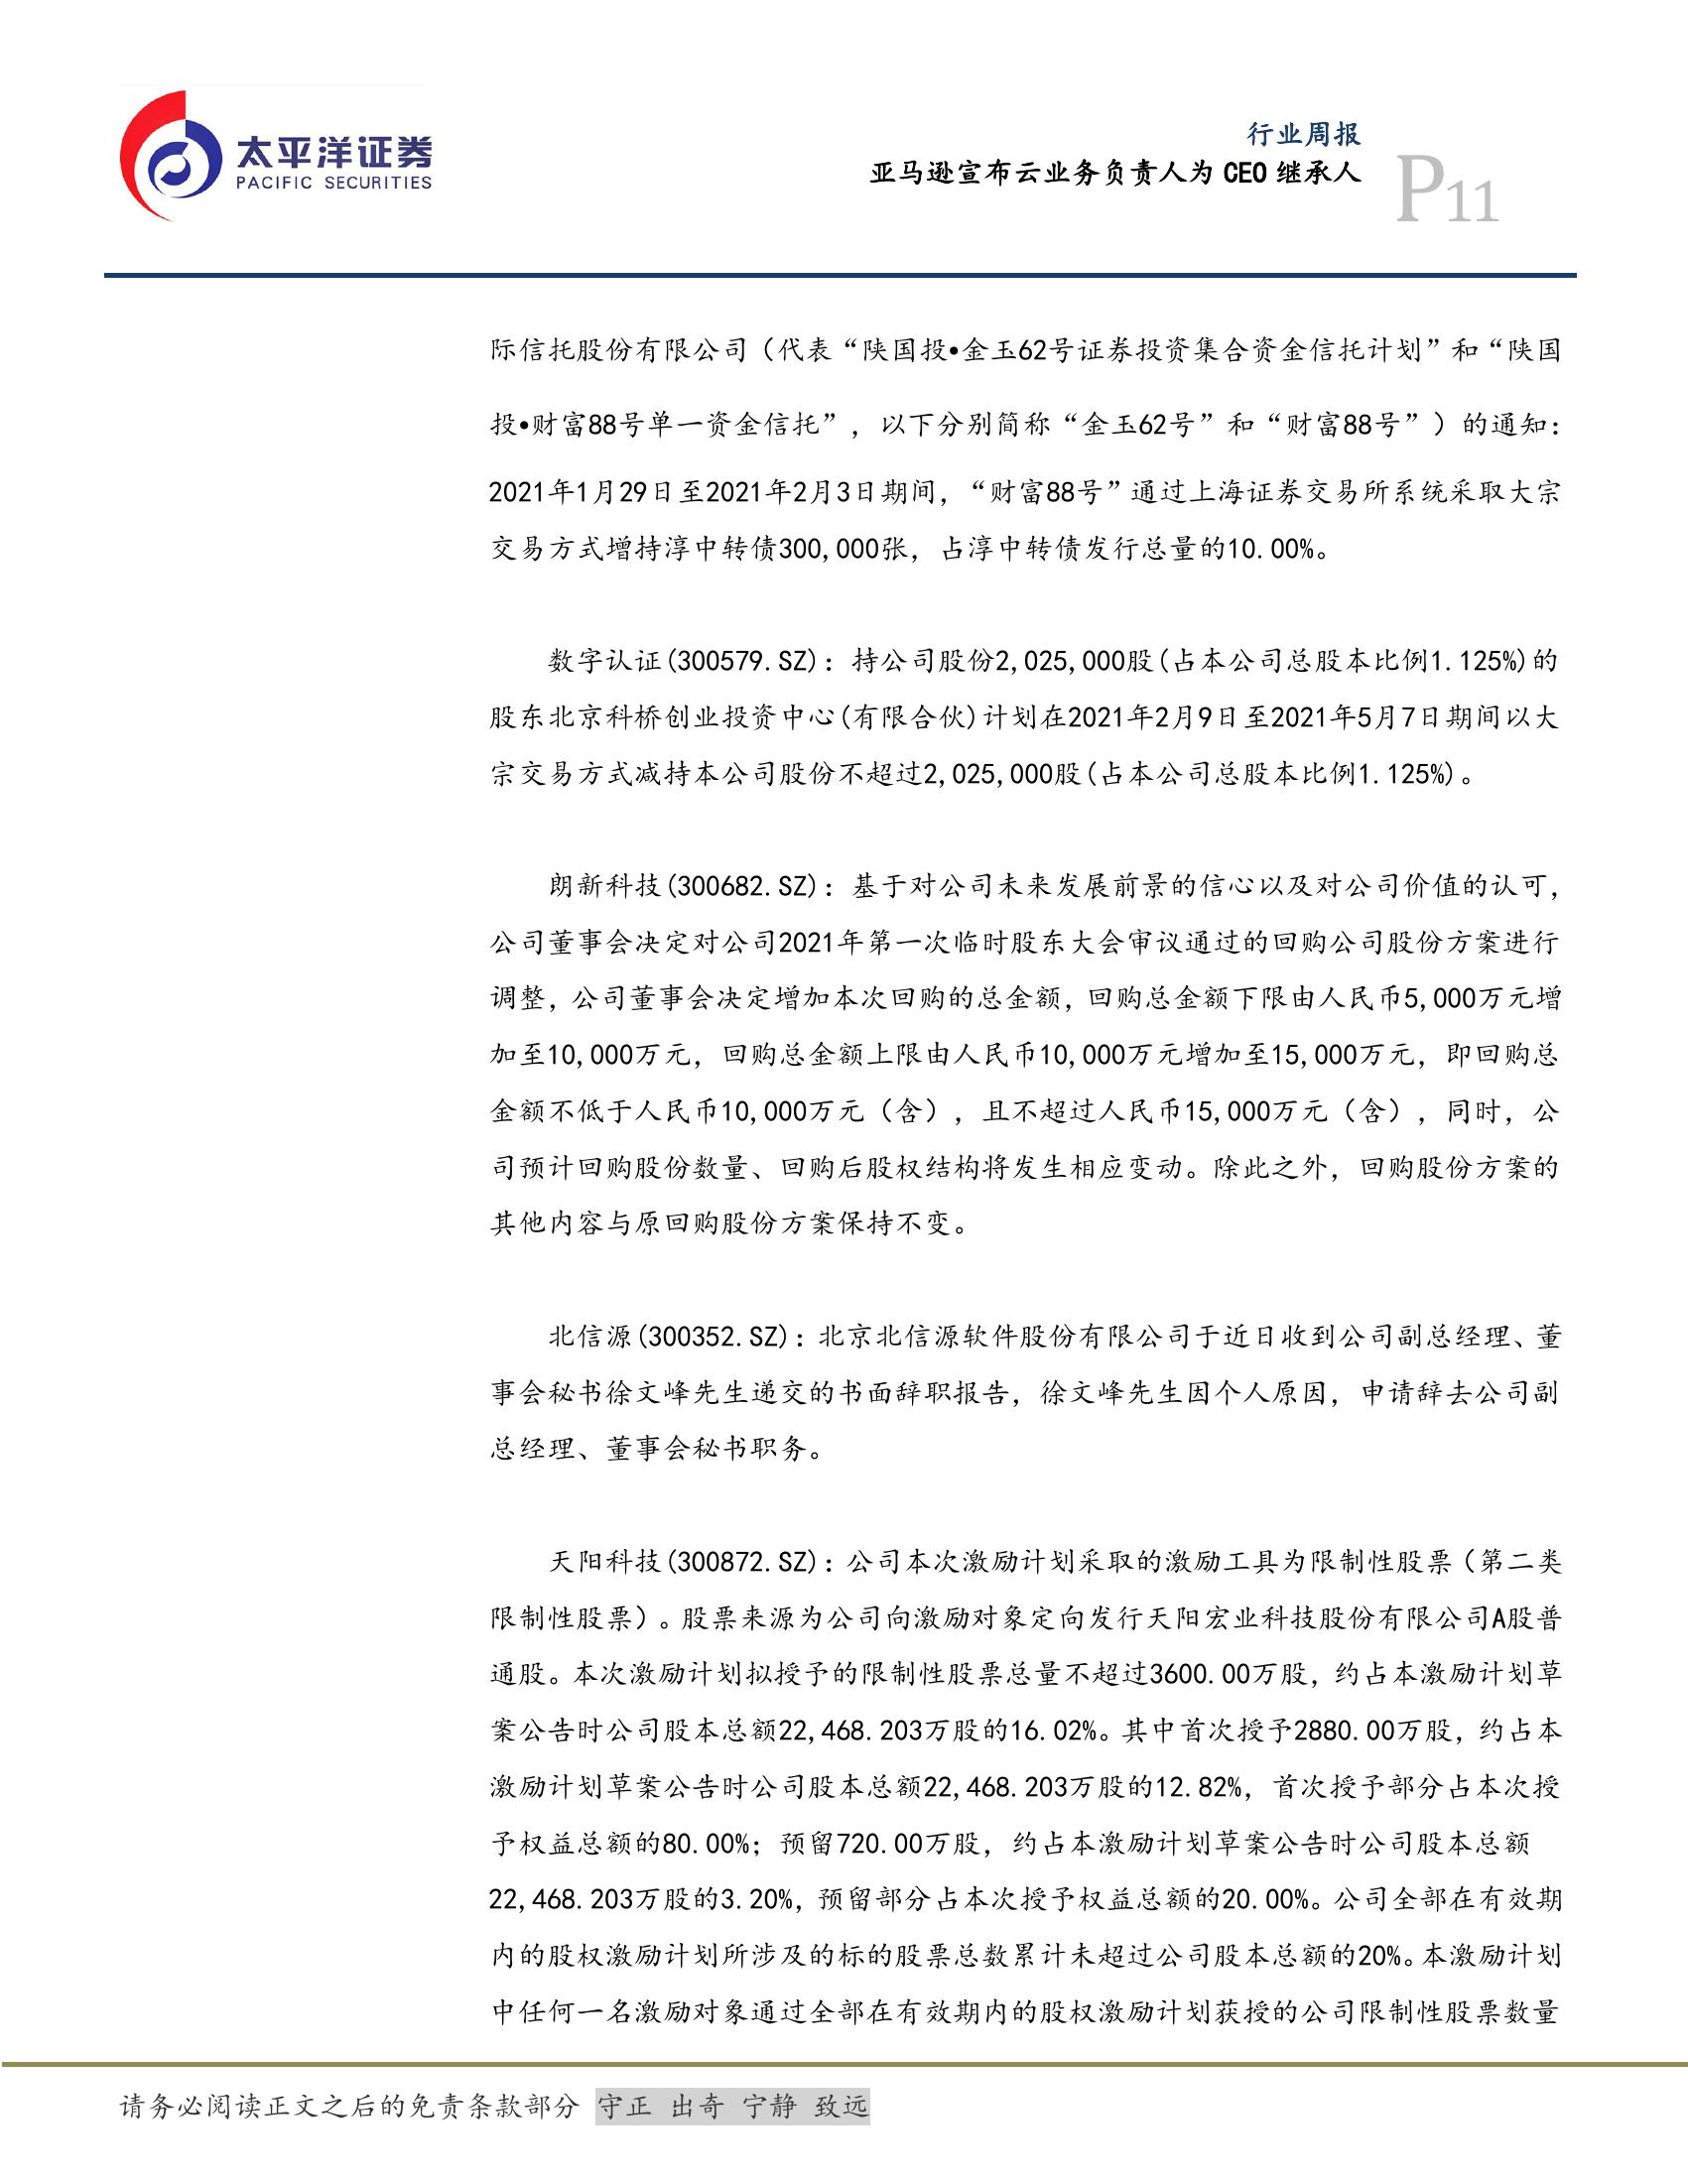 太平洋证券
PACIFIC SECURITIES
行业周报
亚马逊宣布云业务负责人为 CEO 继承人
P11
际信托股份有限公司（代表“陕国投•金玉62号证券投资集合资金信托计划”和“陕国
投•财富88号单一资金信托”，以下分别简称“金玉62号”和“财富88号”）的通知：
2021年1月29日至2021年2月3日期间，“财富88号”通过上海证券交易所系统采取大宗
交易方式增持淳中转债300,000张，占淳中转债发行总量的10.00%。
数字认证(300579.SZ)：持公司股份2,025,000股(占本公司总股本比例1.125%)的
股东北京科桥创业投资中心(有限合伙)计划在2021年2月9日至2021年5月7日期间以大
宗交易方式减持本公司股份不超过2,025,000股(占本公司总股本比例1.125%)。
朗新科技(300682.SZ)：基于对公司未来发展前景的信心以及对公司价值的认可，
公司董事会决定对公司2021年第一次临时股东大会审议通过的回购公司股份方案进行
调整，公司董事会决定增加本次回购的总金额，回购总金额下限由人民币5,000万元增
加至10,000万元，回购总金额上限由人民币10,000万元增加至15,000万元，即回购总
金额不低于人民币10,000万元（含），且不超过人民币15,000万元（含），同时，公
司预计回购股份数量、回购后股权结构将发生相应变动。除此之外，回购股份方案的
其他内容与原回购股份方案保持不变。
北信源(300352.SZ)：北京北信源软件股份有限公司于近日收到公司副总经理、董
事会秘书徐文峰先生递交的书面辞职报告，徐文峰先生因个人原因，申请辞去公司副
总经理、董事会秘书职务。
天阳科技(300872.SZ)：公司本次激励计划采取的激励工具为限制性股票（第二类
限制性股票）。股票来源为公司向激励对象定向发行天阳宏业科技股份有限公司A股普
通股。本次激励计划拟授予的限制性股票总量不超过3600.00万股，约占本激励计划草
案公告时公司股本总额22,468.203万股的16.02%。其中首次授予2880.00万股，约占本
激励计划草案公告时公司股本总额22,468.203万股的12.82%，首次授予部分占本次授
予权益总额的80.00%；预留720.00万股，约占本激励计划草案公告时公司股本总额
22,468.203万股的3.20%，预留部分占本次授予权益总额的20.00%。公司全部在有效期
内的股权激励计划所涉及的标的股票总数累计未超过公司股本总额的20%。本激励计划
中任何一名激励对象通过全部在有效期内的股权激励计划获授的公司限制性股票数量
请务必阅读正文之后的免责条款部分 守正 出奇 宁静 致远